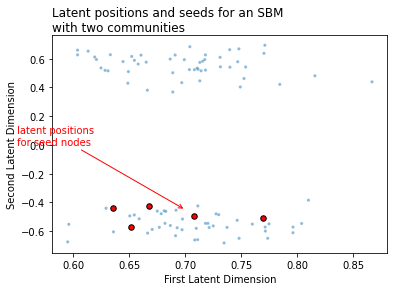 Latent positions and seeds for an SBM
with two communities
0.6
0.4
0.2
0.0
−0.2
−0.4
−0.6
Second Latent Dimension
latent positions
for seed nodes
0.60
0.65
0.70
0.75
0.80
0.85
First Latent Dimension